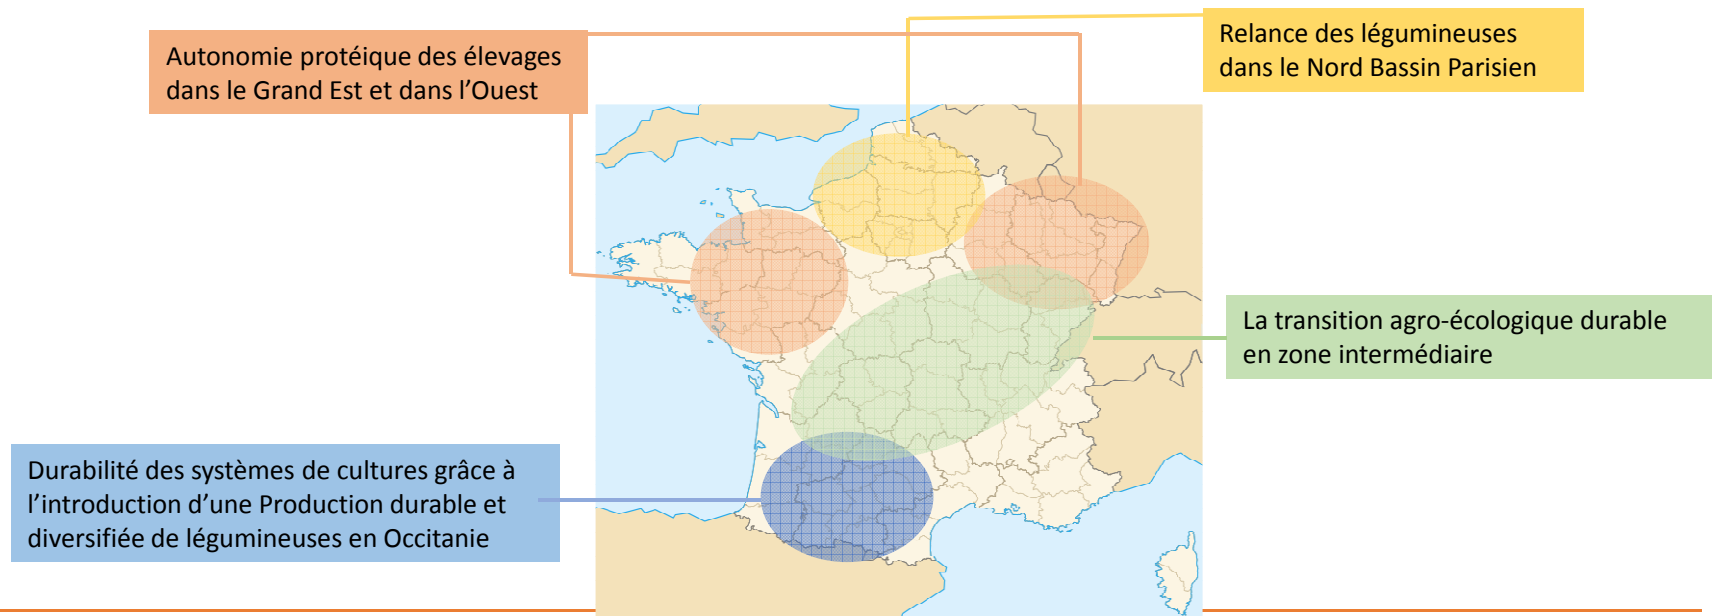 Autonomie protéique des élevages
dans le Grand Est et dans l’Ouest
Relance des légumineuses
dans le Nord Bassin Parisien
La transition agro-écologique durable
en zone intermédiaire
Durabilité des systèmes de cultures grâce à
l’introduction d’une Production durable et
diversifiée de légumineuses en Occitanie